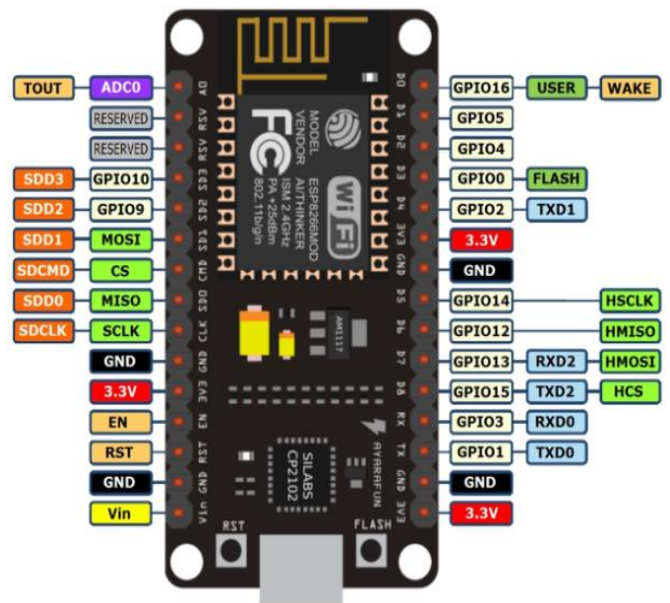 TOUT ADC0 A0 D0 GPIO16 USER WAKE
RESERVED RSV D1 GPIO5
RESERVED RSV D2 GPIO4
SDD3 GPIO10 SD3 D3 GPIO0 FLASH
SDD2 GPIO9 SD2 D4 GPIO2 TXD1
SDD1 MOSI SD1 3V3 3.3V
SDCMD CS CMD GND GND
SDD0 MISO SD0 D5 GPIO14 HSCLK
SDCLK SCLK CLK D6 GPIO12 HMISO
GND GND D7 GPIO13 RXD2 HMOSI
3.3V 3V3 D8 GPIO15 TXD2 HCS
EN EN RX GPIO3 RXD0
RST RST TX GPIO1 TXD0
GND GND GND GND
Vin Vin 3V3 3.3V
MODEL ESP8266MOD
VENDOR AI/THINKER
ISM 2.4GHz
PA +25dBm
802.11b/g/n
FC
Wi Fi
AM1117
AYARAFUN
SILABS
CP2102
RST
FLASH